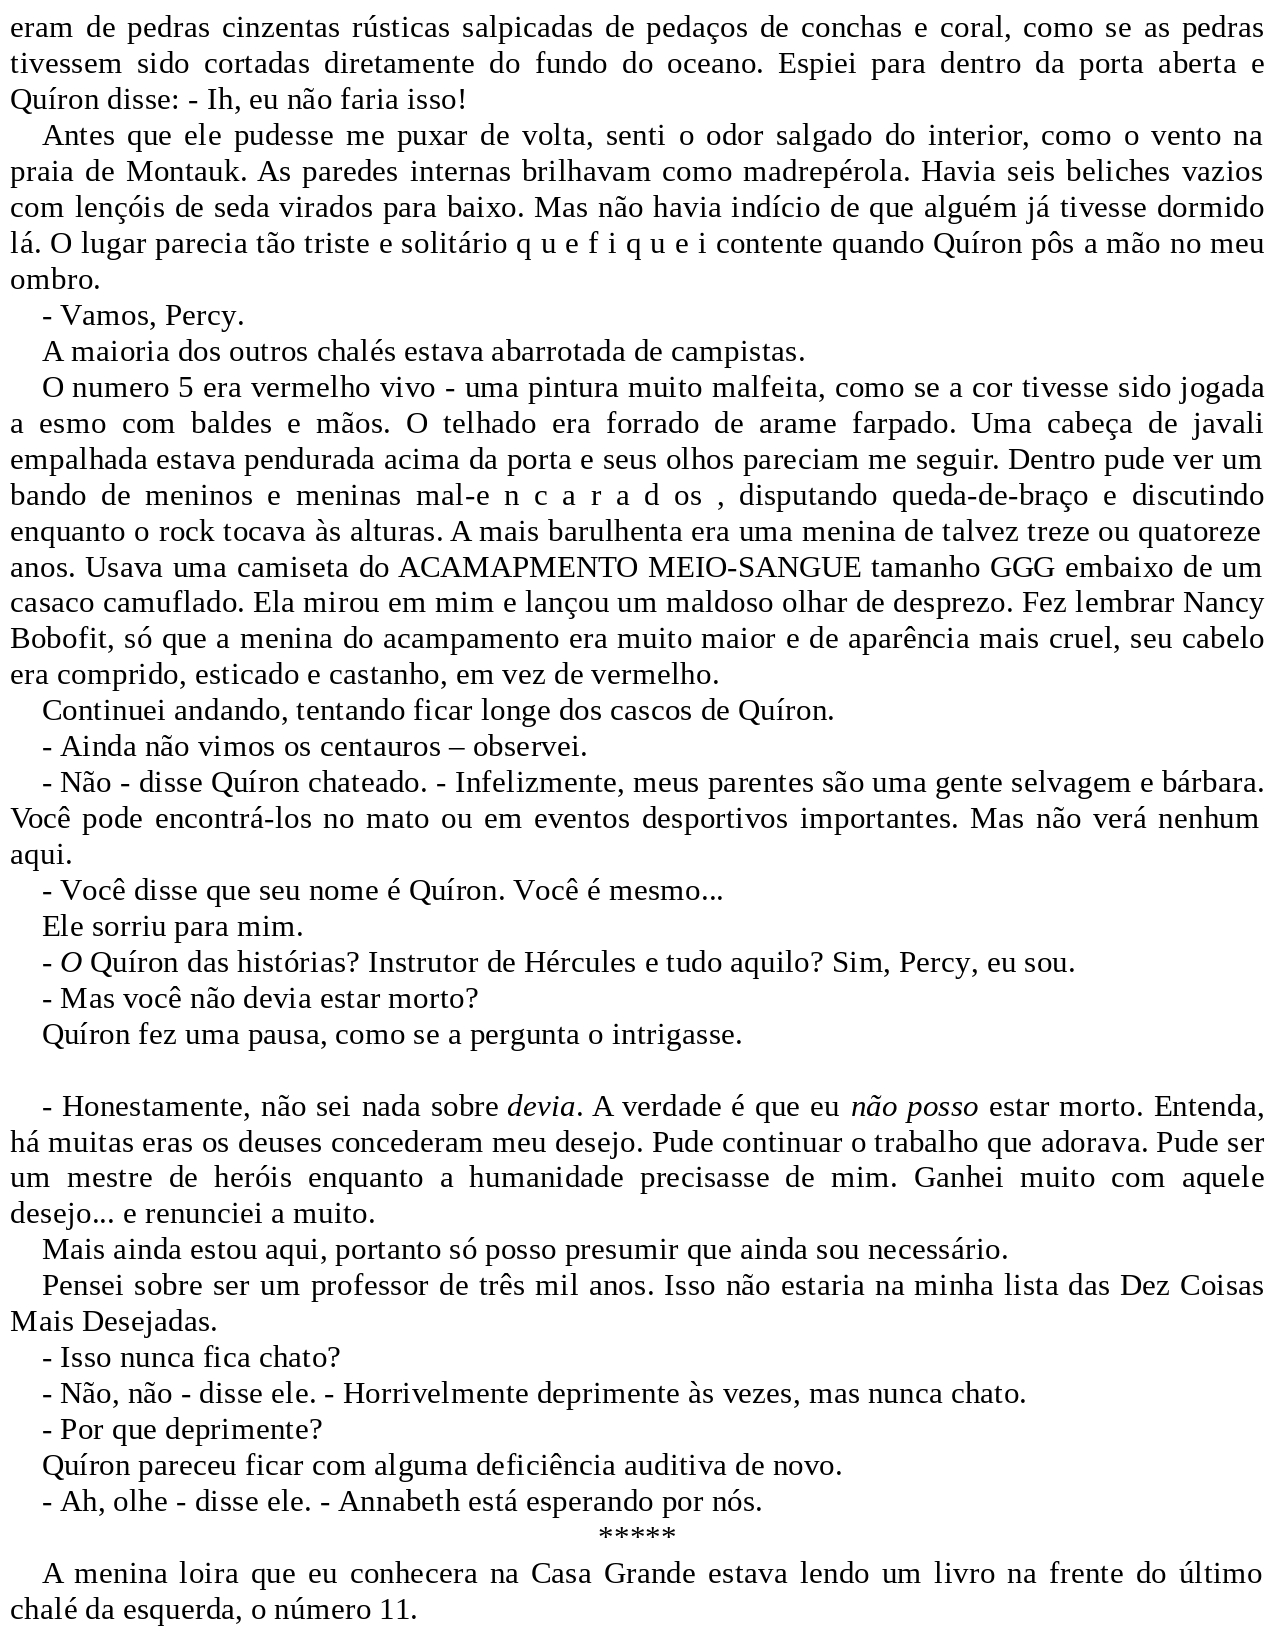 eram de pedras cinzentas rústicas salpicadas de pedaços de conchas e coral, como se as pedras
tivessem sido cortadas diretamente do fundo do oceano. Espiei para dentro da porta aberta e
Quíron disse: - Ih, eu não faria isso!
Antes que ele pudesse me puxar de volta, senti o odor salgado do interior, como o vento na
praia de Montauk. As paredes internas brilhavam como madrepérola. Havia seis beliches vazios
com lençóis de seda virados para baixo. Mas não havia indício de que alguém já tivesse dormido
lá. O lugar parecia tão triste e solitário q u e f i q u e i contente quando Quíron pôs a mão no meu
ombro.
- Vamos, Percy.
A maioria dos outros chalés estava abarrotada de campistas.
O numero 5 era vermelho vivo - uma pintura muito malfeita, como se a cor tivesse sido jogada
a esmo com baldes e mãos. O telhado era forrado de arame farpado. Uma cabeça de javali
empalhada estava pendurada acima da porta e seus olhos pareciam me seguir. Dentro pude ver um
bando de meninos e meninas mal-e n c a r a d os , disputando queda-de-braço e discutindo
enquanto o rock tocava às alturas. A mais barulhenta era uma menina de talvez treze ou quatoreze
anos. Usava uma camiseta do ACAMAPMENTO MEIO-SANGUE tamanho GGG embaixo de um
casaco camuflado. Ela mirou em mim e lançou um maldoso olhar de desprezo. Fez lembrar Nancy
Bobofit, só que a menina do acampamento era muito maior e de aparência mais cruel, seu cabelo
era comprido, esticado e castanho, em vez de vermelho.
Continuei andando, tentando ficar longe dos cascos de Quíron.
- Ainda não vimos os centauros – observei.
- Não - disse Quíron chateado. - Infelizmente, meus parentes são uma gente selvagem e bárbara.
Você pode encontrá-los no mato ou em eventos desportivos importantes. Mas não verá nenhum
aqui.
- Você disse que seu nome é Quíron. Você é mesmo...
Ele sorriu para mim.
- O Quíron das histórias? Instrutor de Hércules e tudo aquilo? Sim, Percy, eu sou.
- Mas você não devia estar morto?
Quíron fez uma pausa, como se a pergunta o intrigasse.
- Honestamente, não sei nada sobre devia. A verdade é que eu não posso estar morto. Entenda,
há muitas eras os deuses concederam meu desejo. Pude continuar o trabalho que adorava. Pude ser
um mestre de heróis enquanto a humanidade precisasse de mim. Ganhei muito com aquele
desejo... e renunciei a muito.
Mais ainda estou aqui, portanto só posso presumir que ainda sou necessário.
Pensei sobre ser um professor de três mil anos. Isso não estaria na minha lista das Dez Coisas
Mais Desejadas.
- Isso nunca fica chato?
- Não, não - disse ele. - Horrivelmente deprimente às vezes, mas nunca chato.
- Por que deprimente?
Quíron pareceu ficar com alguma deficiência auditiva de novo.
- Ah, olhe - disse ele. - Annabeth está esperando por nós.
*****
A menina loira que eu conhecera na Casa Grande estava lendo um livro na frente do último
chalé da esquerda, o número 11.